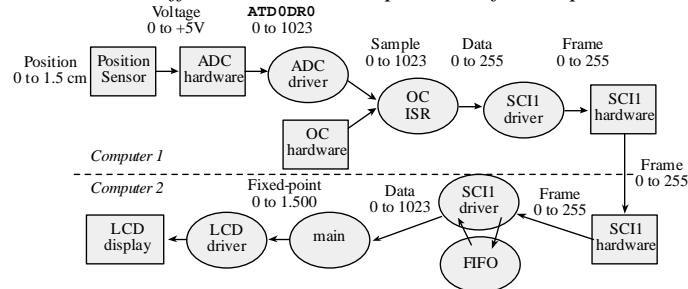 Voltage
0 to +5V
ATD0DR0
0 to 1023
Position
0 to 1.5 cm
Position
Sensor
ADC
hardware
ADC
driver
Sample
0 to 1023
Data
0 to 255
Frame
0 to 255
OC
ISR
SCI1
driver
SCI1
hardware
OC
hardware
Computer 1
Frame
0 to 255
Computer 2
Fixed-point
0 to 1.500
Data
0 to 1023
SCI1
driver
Frame
0 to 255
LCD
display
LCD
driver
main
FIFO
SCI1
hardware